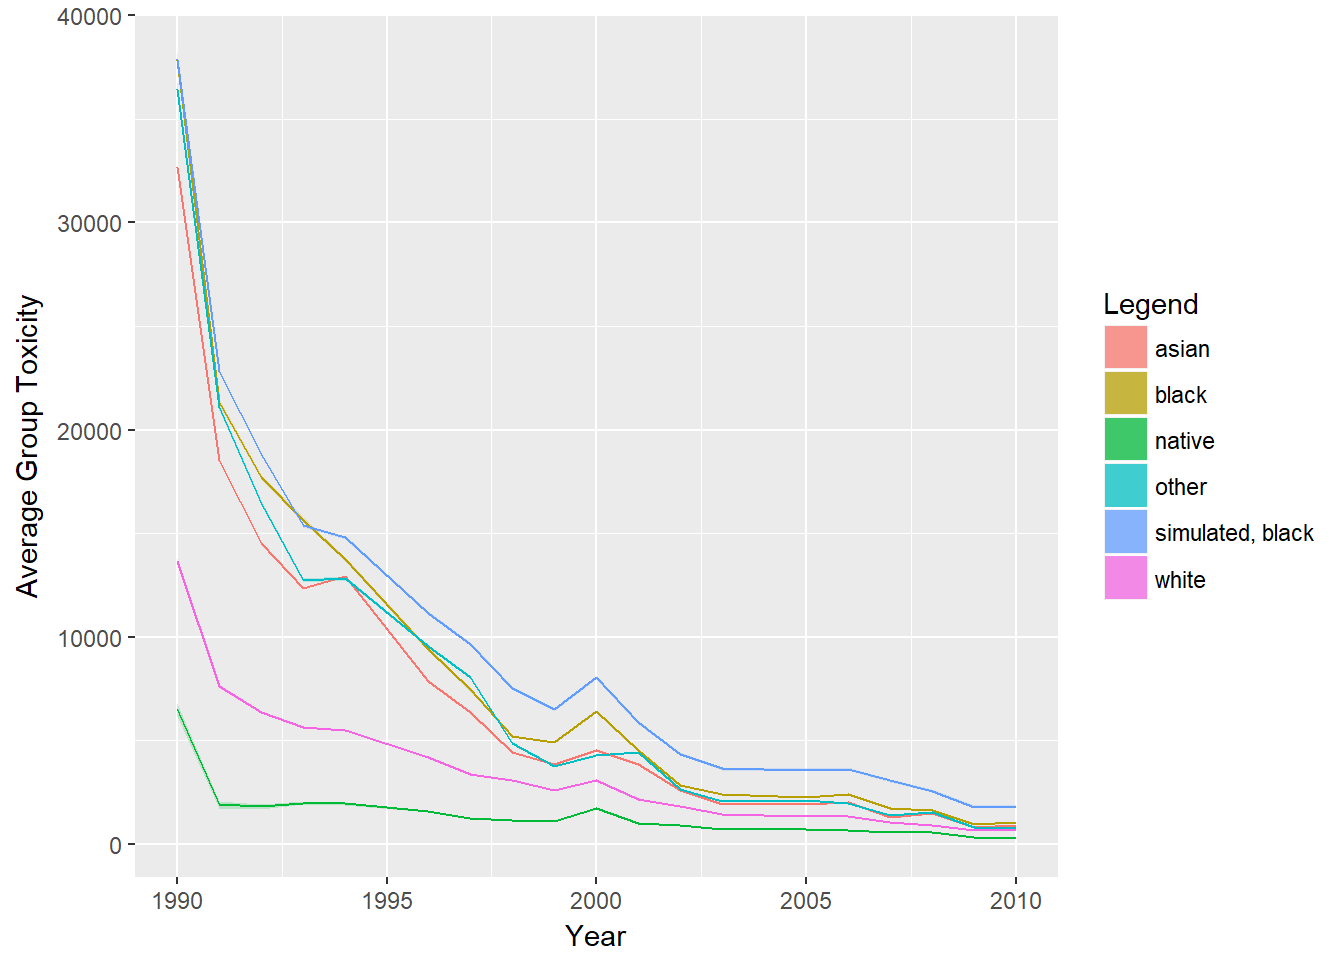 40000
30000
20000
10000
0
Average Group Toxicity
1990
1995
2000
2005
2010
Year
Legend
asian
black
native
other
simulated, black
white